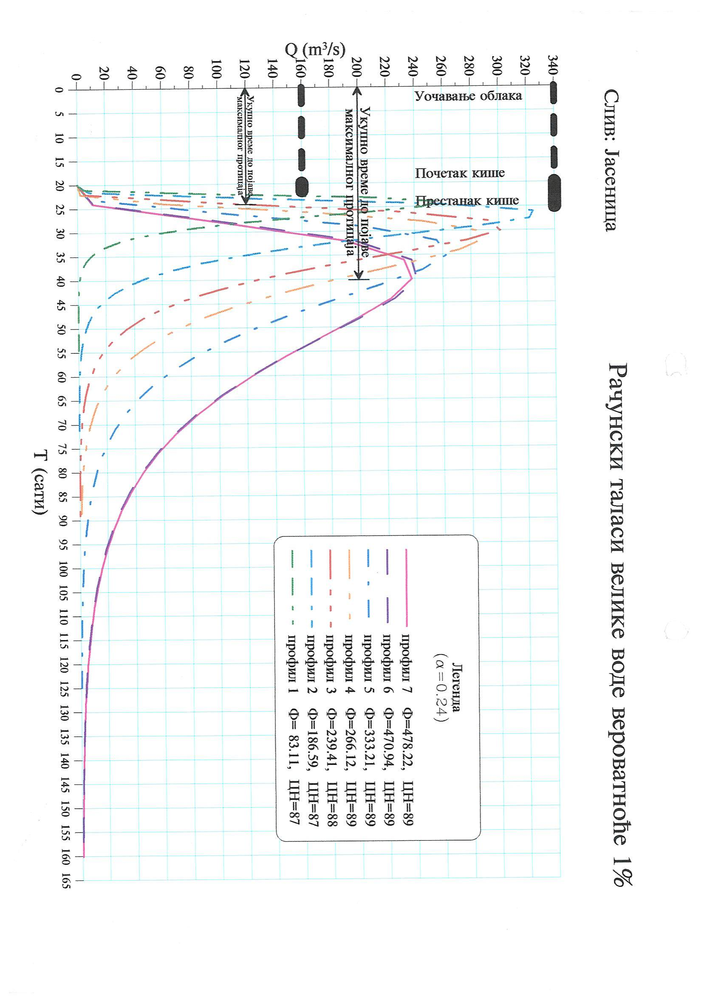 Слив: Јасеница
Рачунски таласи велике воде вероватноће 1%
Q (m³/s)
340
320
300
280
260
240
220
200
180
160
140
120
100
80
60
40
20
0
Уочавање облака
Почетак кише
Престанак кише
Укупно време до појаве
максималног протицаја
Укупно време до појаве
максималног протицаја
Легенда
(α=0.24)
профил 7 Ф=478.22, ЦН=89
профил 6 Ф=470.94, ЦН=89
профил 5 Ф=333.21, ЦН=89
профил 4 Ф=266.12, ЦН=89
профил 3 Ф=239.41, ЦН=88
профил 2 Ф=186.59, ЦН=87
профил 1 Ф= 83.11, ЦН=87
0 5 10 15 20 25 30 35 40 45 50 55 60 65 70 75 80 85 90 95 100 105 110 115 120 125 130 135 140 145 150 155 160 165
Т (сати)